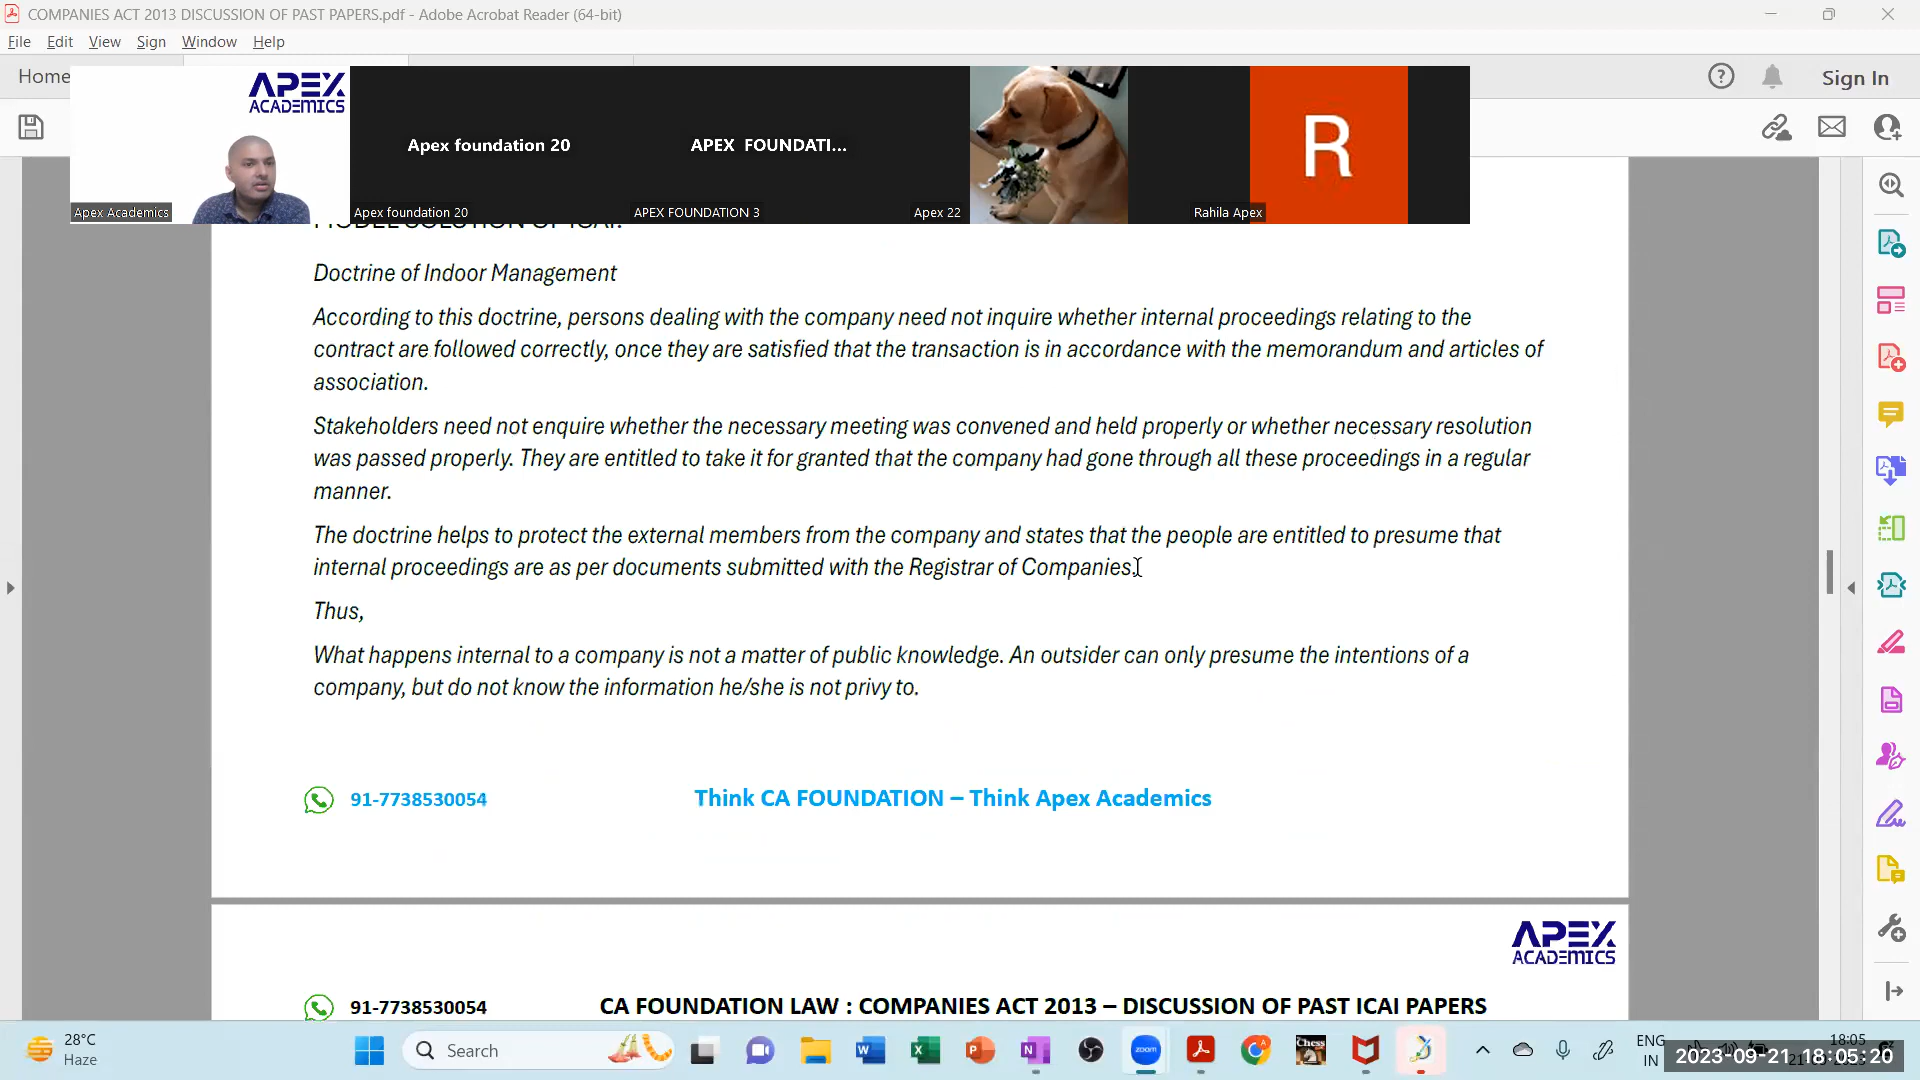 COMPANIES ACT 2013 DISCUSSION OF PAST PAPERS.pdf - Adobe Acrobat Reader (64-bit)
File Edit View Sign Window Help
Home
Sign In
APEX
ACADEMICS
Apex foundation 20
APEX FOUNDATI...
R
Apex Academics
Apex foundation 20
APEX FOUNDATION 3
Apex 22
Rahila Apex
MODEL SOLUTION OF ICAI:
Doctrine of Indoor Management
According to this doctrine, persons dealing with the company need not inquire whether internal proceedings relating to the
contract are followed correctly, once they are satisfied that the transaction is in accordance with the memorandum and articles of
association.
Stakeholders need not enquire whether the necessary meeting was convened and held properly or whether necessary resolution
was passed properly. They are entitled to take it for granted that the company had gone through all these proceedings in a regular
manner.
The doctrine helps to protect the external members from the company and states that the people are entitled to presume that
internal proceedings are as per documents submitted with the Registrar of Companies.
Thus,
What happens internal to a company is not a matter of public knowledge. An outsider can only presume the intentions of a
company, but do not know the information he/she is not privy to.
91-7738530054 Think CA FOUNDATION – Think Apex Academics
APEX
ACADEMICS
91-7738530054 CA FOUNDATION LAW : COMPANIES ACT 2013 – DISCUSSION OF PAST ICAI PAPERS
28°C
Haze
Search
zoom
Chess
ENG
IN
18:05
2023-09-21 18:05:20